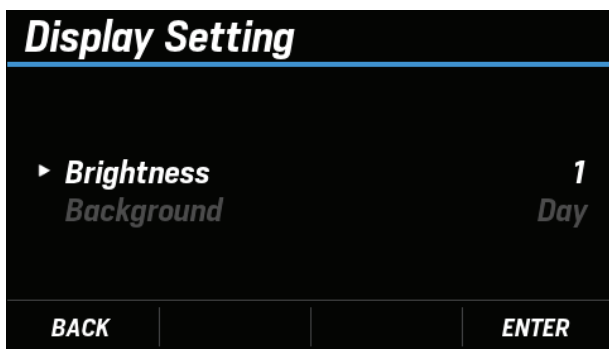 Display Setting
Brightness 1
Background Day
BACK ENTER